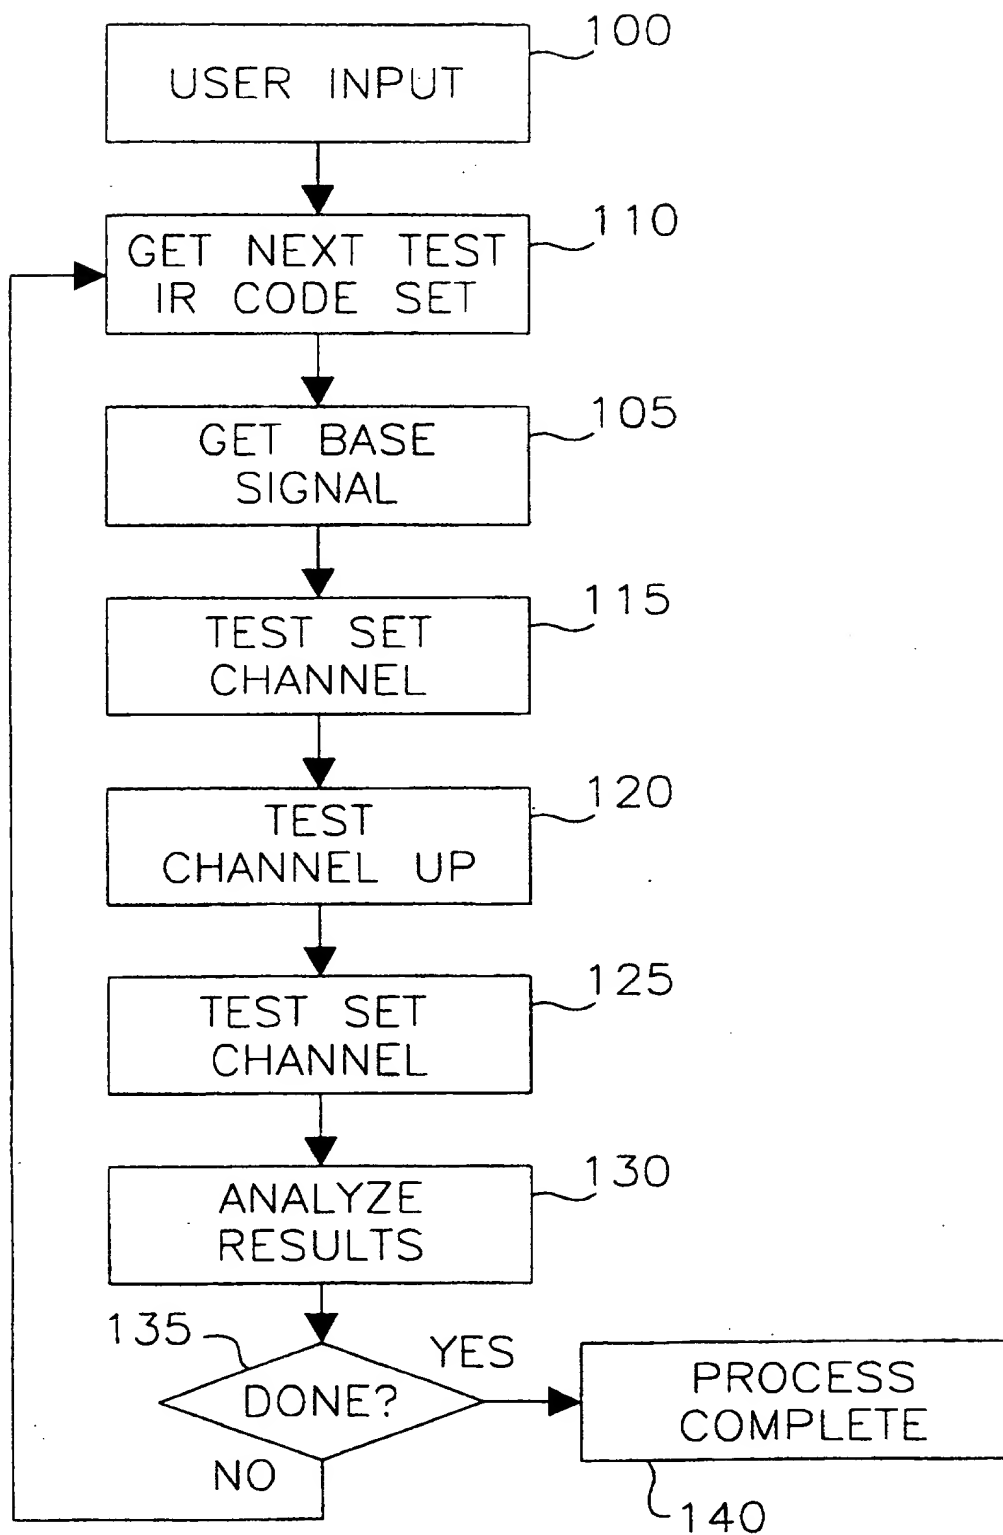 100
USER INPUT
110
GET NEXT TEST
IR CODE SET
105
GET BASE
SIGNAL
115
TEST SET
CHANNEL
120
TEST
CHANNEL UP
125
TEST SET
CHANNEL
130
ANALYZE
RESULTS
135
YES
DONE?
PROCESS
COMPLETE
NO
140